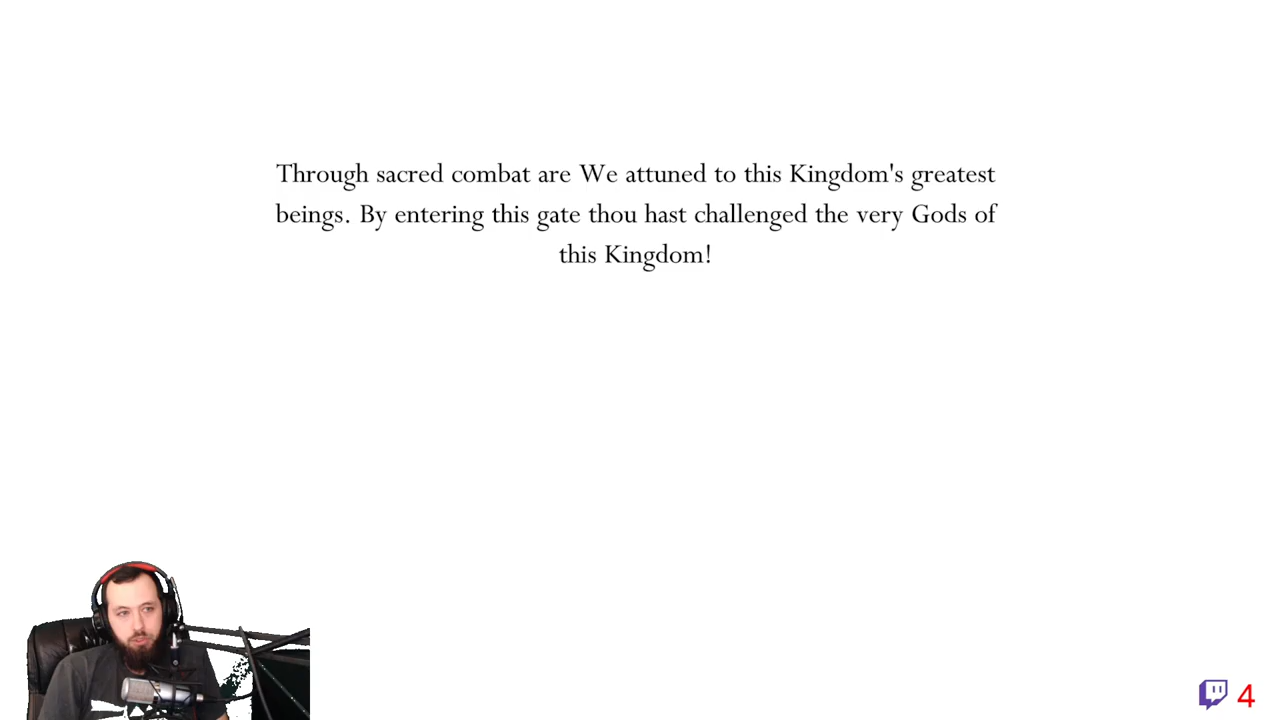 Through sacred combat are We attuned to this Kingdom's greatest
beings. By entering this gate thou hast challenged the very Gods of
this Kingdom!
4